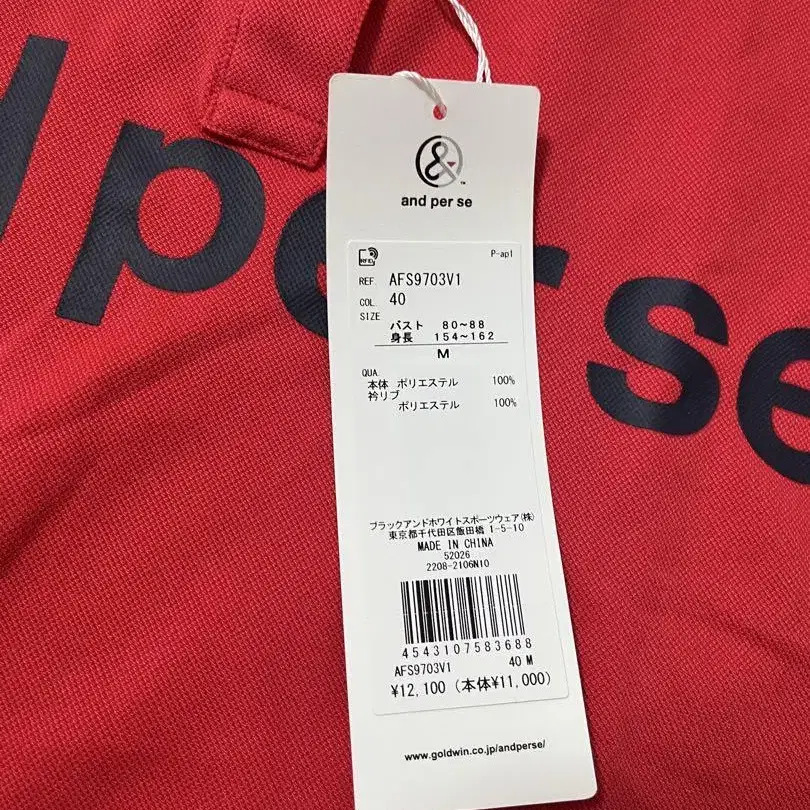 per se
&
and per se
RFID
P-ap1
REF. AFS9703V1
COL. 40
SIZE
バスト 80~88
身長 154~162
M
QUA.
本体 ポリエステル 100%
衿リブ
ポリエステル 100%
ブラックアンドホワイトスポーツウェア(株)
東京都千代田区飯田橋 1-5-10
MADE IN CHINA
52026
2208-2106N10
4543107583688
AFS9703V1 40 M
¥12,100 (本体¥11,000)
www.goldwin.co.jp/andperse/